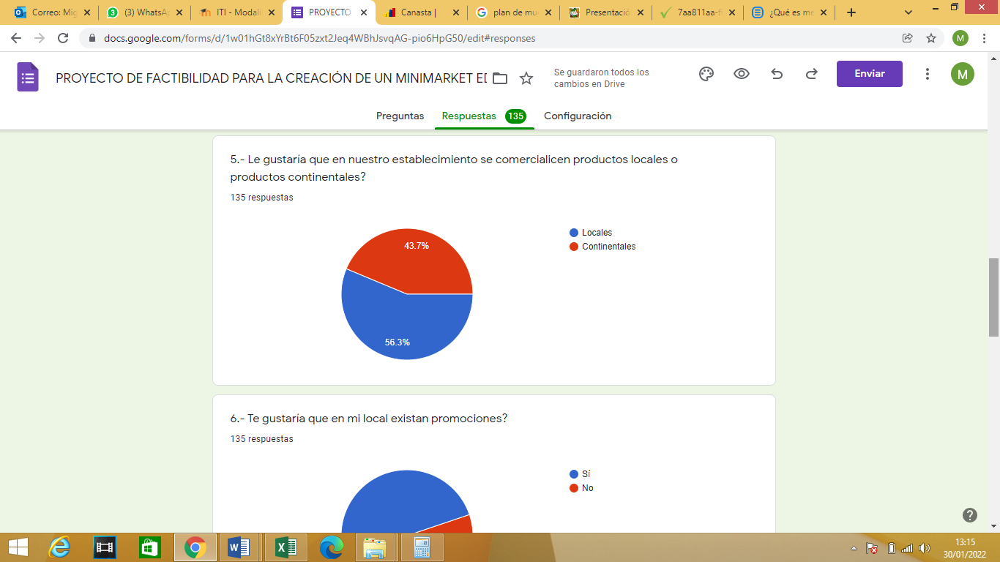 Correo: Mig
(3) WhatsAp
ITI - Modali
PROYECTO
Canasta |
plan de mu
Presentació
7aa811aa-f
¿Qué es me
docs.google.com/forms/d/1w01hGt8xYrBt6F05zxt2Jeq4WBhJsvqAG-pio6HpG50/edit#responses
M
PROYECTO DE FACTIBILIDAD PARA LA CREACIÓN DE UN MINIMARKET ED
Se guardaron todos los
cambios en Drive
Enviar
M
Preguntas
Respuestas 135
Configuración
5.- Le gustaría que en nuestro establecimiento se comercialicen productos locales o
productos continentales?
135 respuestas
Locales
Continentales
43.7%
56.3%
6.- Te gustaría que en mi local existan promociones?
135 respuestas
Sí
No
13:15
30/01/2022